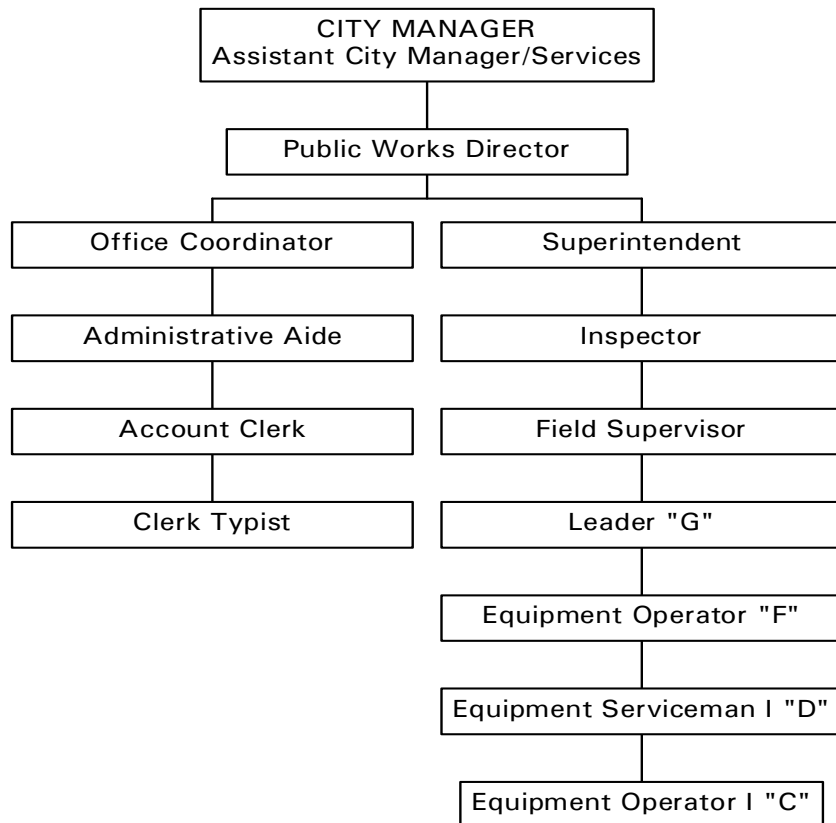 CITY MANAGER
Assistant City Manager/Services
Public Works Director
Office Coordinator
Superintendent
Administrative Aide
Inspector
Account Clerk
Field Supervisor
Clerk Typist
Leader "G"
Equipment Operator "F"
Equipment Serviceman I "D"
Equipment Operator I "C"